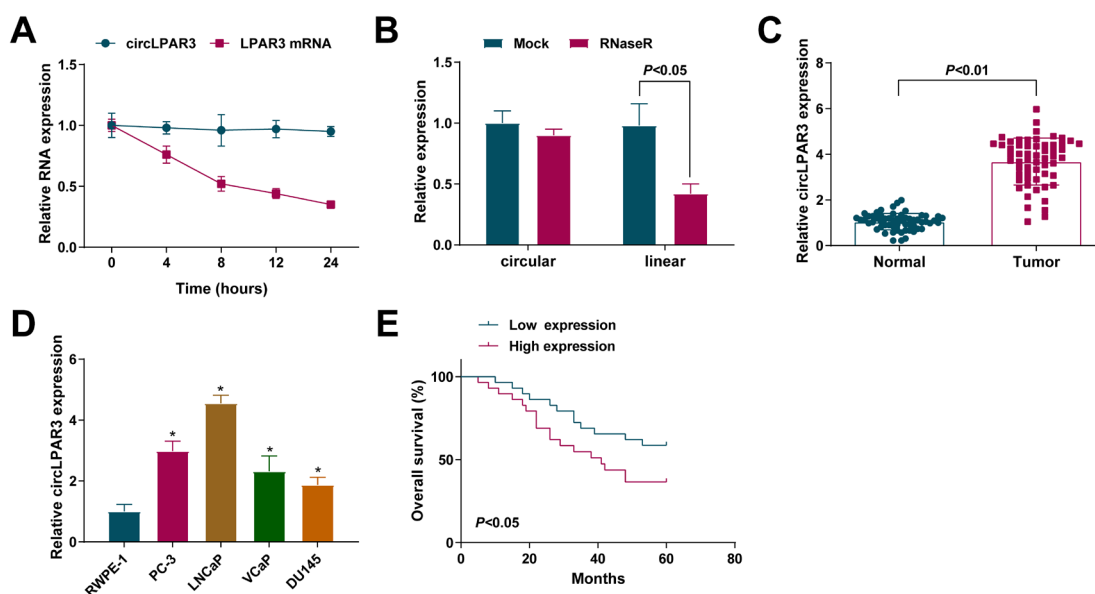 A
circLPAR3 LPAR3 mRNA
Relative RNA expression
1.5
1.0
0.5
0.0
0 4 8 12 24
Time (hours)
B
Mock RNaseR
Relative expression
1.5
1.0
0.5
0.0
P<0.05
circular linear
C
Relative circLPAR3 expression
8
6
4
2
0
P<0.01
Normal Tumor
D
Relative circLPAR3 expression
6
4
2
0
* * * *
RWPE-1 PC-3 LNCaP VCaP DU145
E
Low expression
High expression
Overall survival (%)
100
50
0
P<0.05
0 20 40 60 80
Months